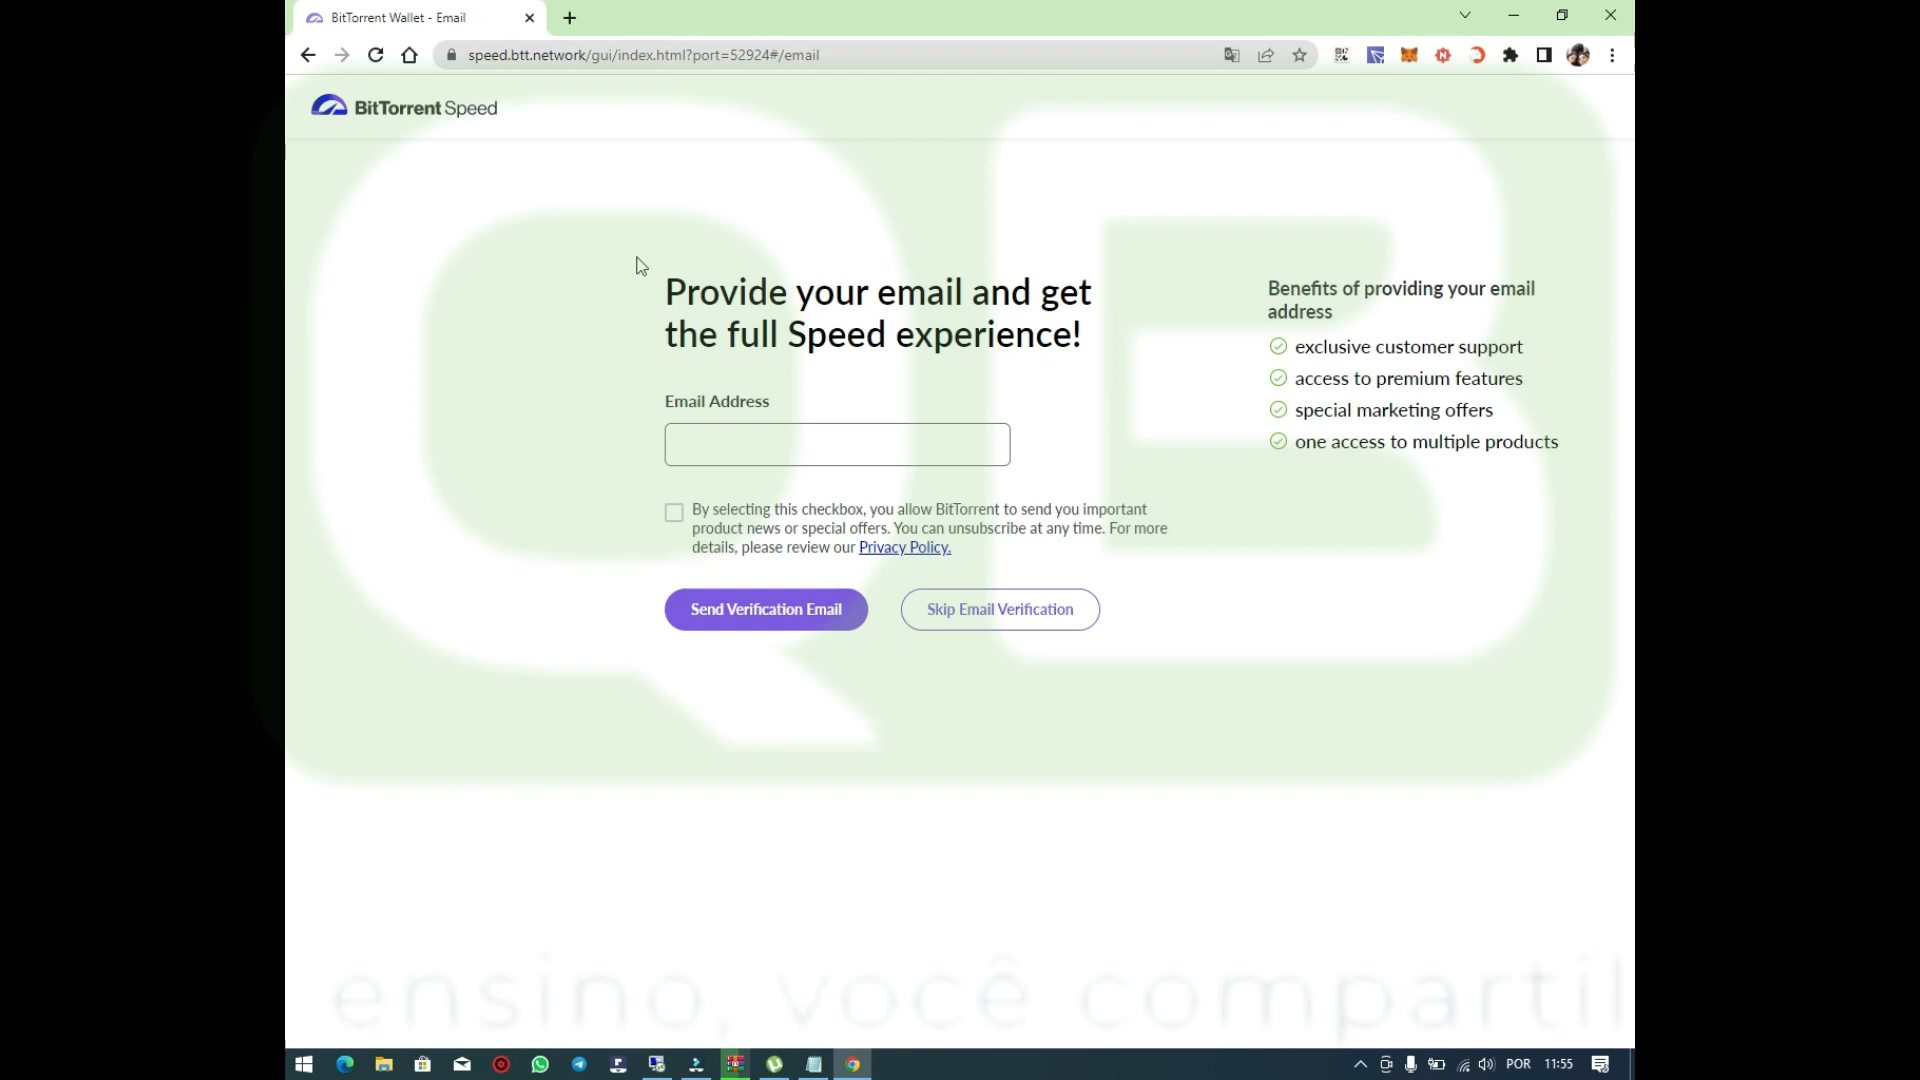 BitTorrent Wallet - Email
speed.btt.network/gui/index.html?port=52924#/email
BitTorrent Speed
Provide your email and get
the full Speed experience!
Email Address
By selecting this checkbox, you allow BitTorrent to send you important
product news or special offers. You can unsubscribe at any time. For more
details, please review our Privacy Policy.
Send Verification Email
Skip Email Verification
Benefits of providing your email
address
exclusive customer support
access to premium features
special marketing offers
one access to multiple products
QB
ensino, você compartil
POR
11:55